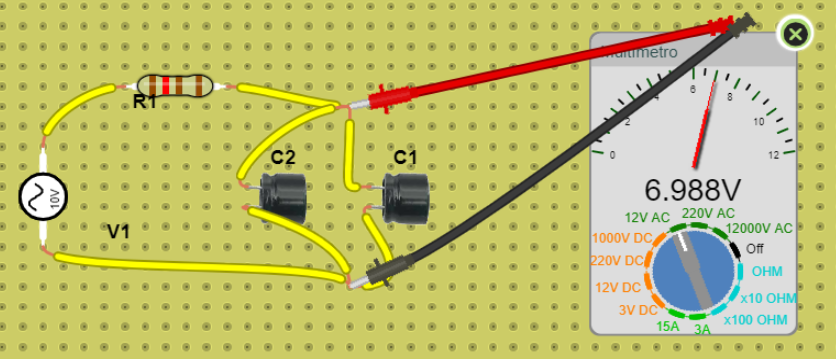 Multímetro
R1
C2
C1
10V
V1
0
2
4
6
8
10
12
6.988V
12V AC
220V AC
12000V AC
1000V DC
Off
220V DC
OHM
12V DC
x10 OHM
3V DC
x100 OHM
15A
3A